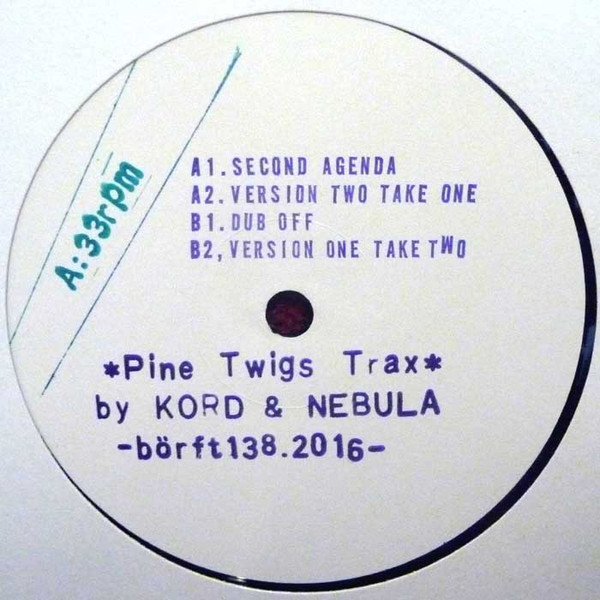 A:33rpm
A1.SECOND AGENDA
A2.VERSION TWO TAKE ONE
B1.DUB OFF
B2,VERSION ONE TAKE TWO
*Pine Twigs Trax*
by KORD & NEBULA
-börft138.2016-